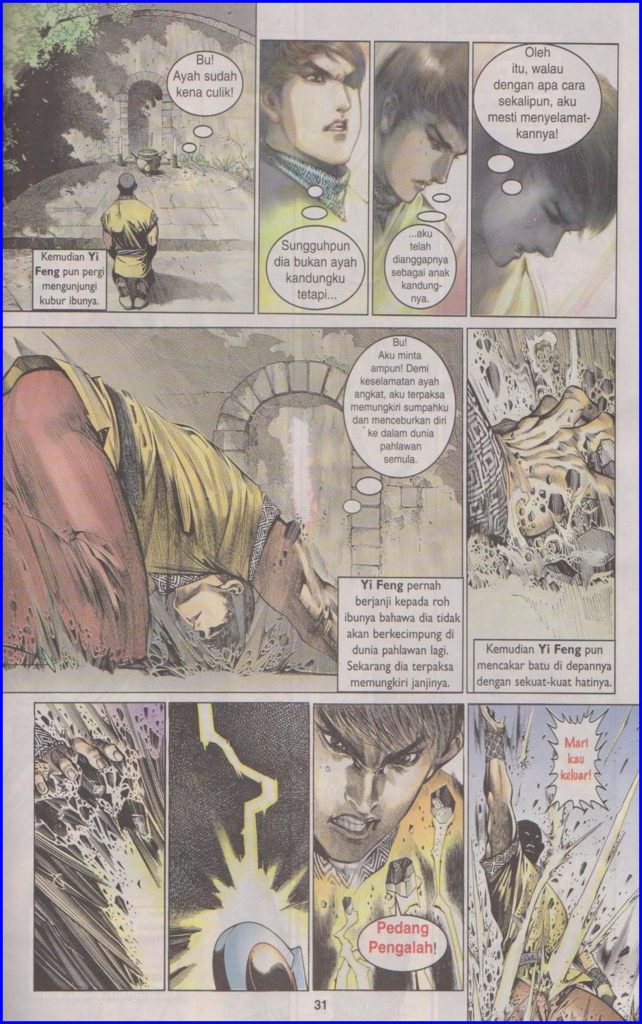 Bu!
Ayah sudah
kena culik!
Kemudian Yi
Feng pun pergi
mengunjungi
kubur ibunya.
Sungguhpun
dia bukan ayah
kandungku
tetapi...
...aku
telah
dianggapnya
sebagai anak
kandung-
nya.
Oleh
itu, walau
dengan apa cara
sekalipun, aku
mesti menyelamat-
kannya!
Bu!
Aku minta
ampun! Demi
keselamatan ayah
angkat, aku terpaksa
memungkiri sumpahku
dan menceburkan diri
ke dalam dunia
pahlawan
semula.
Yi Feng pernah
berjanji kepada roh
ibunya bahawa dia tidak
akan berkecimpung di
dunia pahlawan lagi.
Sekarang dia terpaksa
memungkiri janjinya.
Kemudian Yi Feng pun
mencakar batu di depannya
dengan sekuat-kuat hatinya.
Pedang
Pengalah!
Mari
kau
keluar!
31